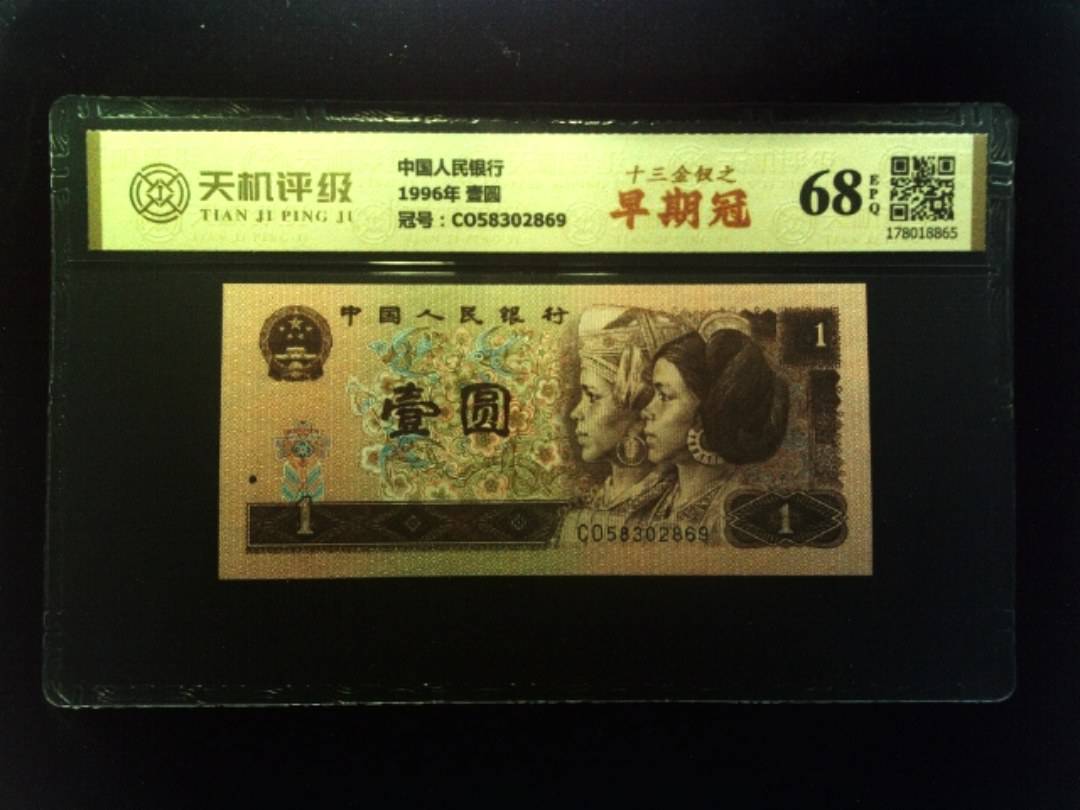 天机评级
TIAN JI PING JI
中国人民银行
1996年 壹圆
冠号：CO58302869
十三金钗之
早期冠
68
EPQ
178018865
中国人民银行
1
壹圆
1
CO58302869
1